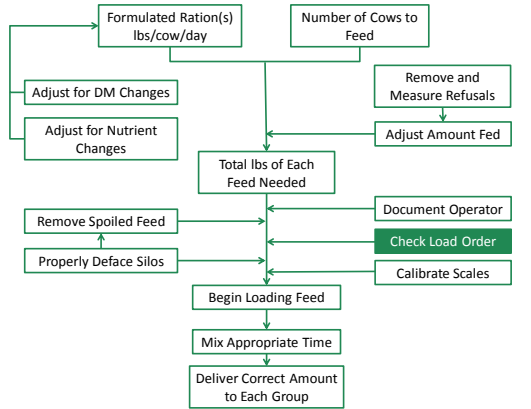 Formulated Ration(s)
lbs/cow/day
Number of Cows to
Feed
Remove and
Measure Refusals
Adjust for DM Changes
Adjust for Nutrient
Changes
Adjust Amount Fed
Total lbs of Each
Feed Needed
Document Operator
Remove Spoiled Feed
Check Load Order
Properly Deface Silos
Calibrate Scales
Begin Loading Feed
Mix Appropriate Time
Deliver Correct Amount
to Each Group